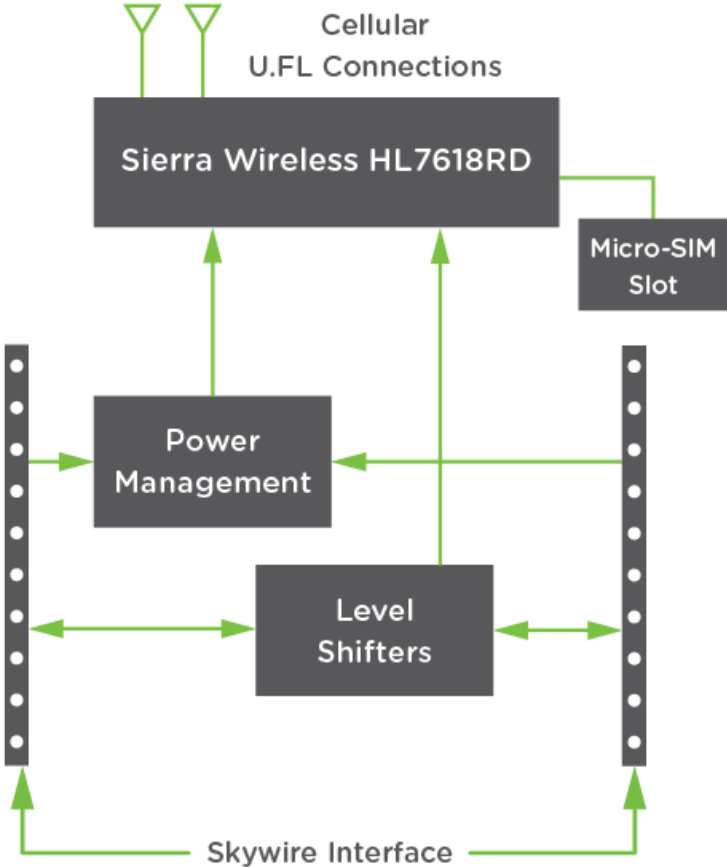 Cellular
U.FL Connections
Sierra Wireless HL7618RD
Micro-SIM
Slot
Power
Management
Level
Shifters
Skywire Interface